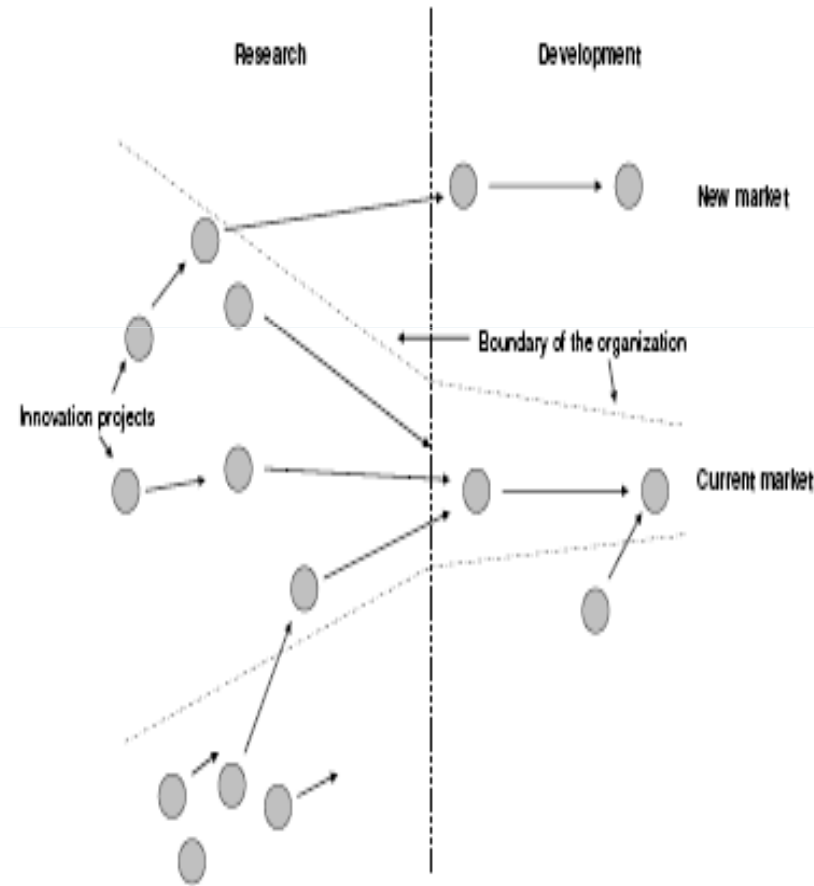 Research
Development
New market
Boundary of the organization
Innovation projects
Current market